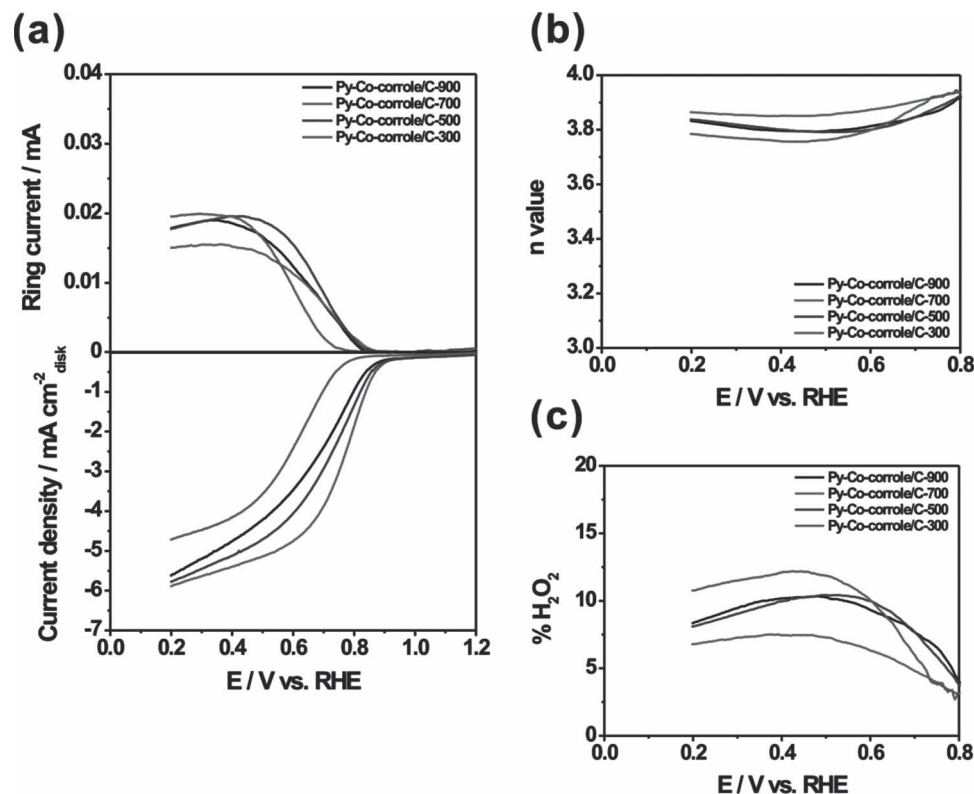 (a)
0.04
0.03
0.02
0.01
0
-1
-2
-3
-4
-5
-6
-7
Ring current / mA
Current density / mA cm⁻²disk
Py-Co-corrole/C-900
Py-Co-corrole/C-700
Py-Co-corrole/C-500
Py-Co-corrole/C-300
0.0 0.2 0.4 0.6 0.8 1.0 1.2
E / V vs. RHE
(b)
4.0
3.8
3.6
3.4
3.2
3.0
n value
Py-Co-corrole/C-900
Py-Co-corrole/C-700
Py-Co-corrole/C-500
Py-Co-corrole/C-300
0.0 0.2 0.4 0.6 0.8
E / V vs. RHE
(c)
20
15
10
5
0
% H₂O₂
Py-Co-corrole/C-900
Py-Co-corrole/C-700
Py-Co-corrole/C-500
Py-Co-corrole/C-300
0.0 0.2 0.4 0.6 0.8
E / V vs. RHE